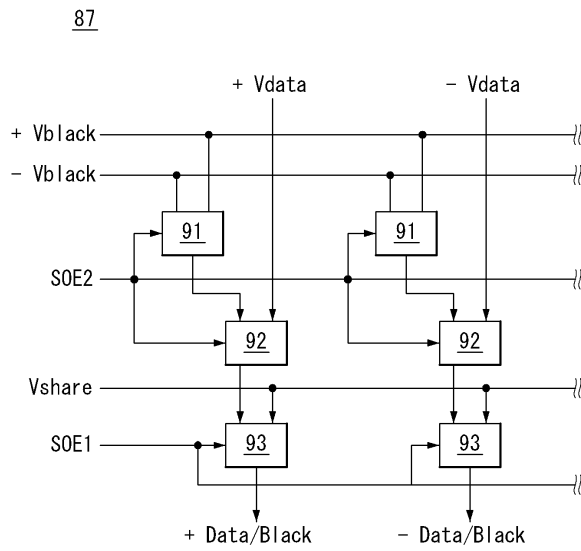 87
+ Vdata
- Vdata
+ Vblack
- Vblack
91
91
SOE2
92
92
Vshare
SOE1
93
93
+ Data/Black
- Data/Black